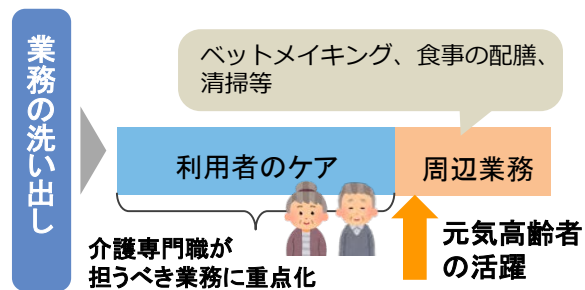 業務の洗い出し
ベットメイキング、食事の配膳、
清掃等
利用者のケア
周辺業務
介護専門職が
担うべき業務に重点化
元気高齢者
の活躍